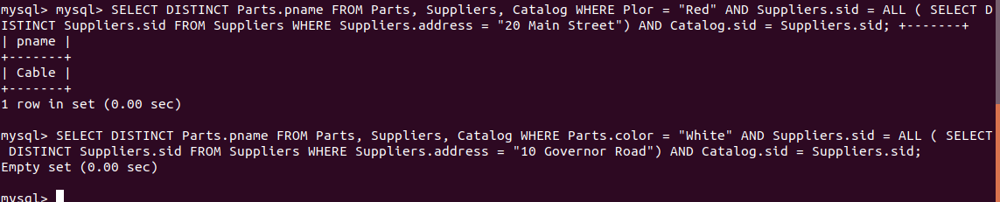 mysql> mysql> SELECT DISTINCT Parts.pname FROM Parts, Suppliers, Catalog WHERE Plor = "Red" AND Suppliers.sid = ALL ( SELECT D
ISTINCT Suppliers.sid FROM Suppliers WHERE Suppliers.address = "20 Main Street") AND Catalog.sid = Suppliers.sid; +-------+
| pname |
+-------+
| Cable |
+-------+
1 row in set (0.00 sec)
mysql> SELECT DISTINCT Parts.pname FROM Parts, Suppliers, Catalog WHERE Parts.color = "White" AND Suppliers.sid = ALL ( SELECT
 DISTINCT Suppliers.sid FROM Suppliers WHERE Suppliers.address = "10 Governor Road") AND Catalog.sid = Suppliers.sid;
Empty set (0.00 sec)
mysql>